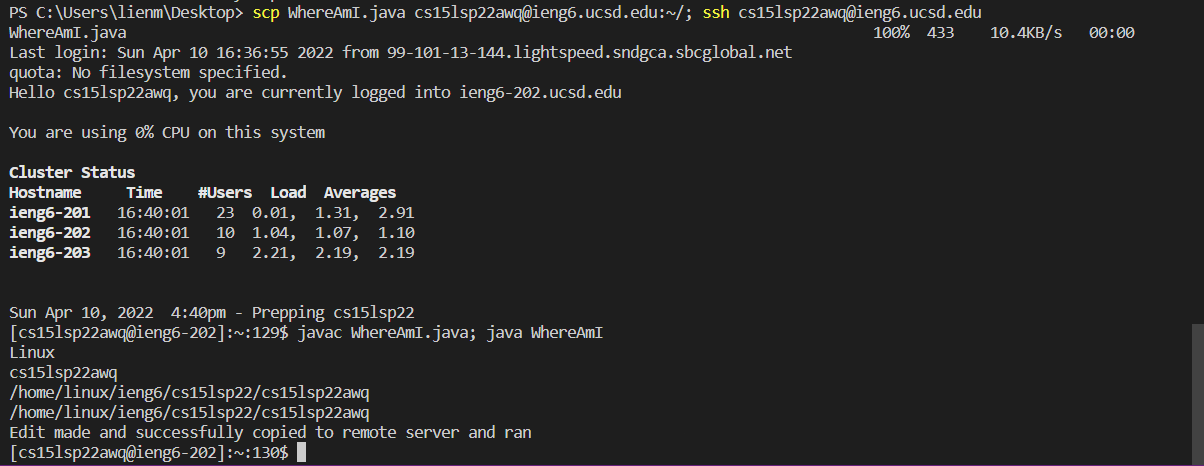 PS C:\Users\lienm\Desktop> scp WhereAmI.java cs15lsp22awq@ieng6.ucsd.edu:~/; ssh cs15lsp22awq@ieng6.ucsd.edu
WhereAmI.java 100% 433 10.4KB/s 00:00
Last login: Sun Apr 10 16:36:55 2022 from 99-101-13-144.lightspeed.sndgca.sbcglobal.net
quota: No filesystem specified.
Hello cs15lsp22awq, you are currently logged into ieng6-202.ucsd.edu
You are using 0% CPU on this system
Cluster Status
Hostname Time #Users Load Averages
ieng6-201 16:40:01 23 0.01, 1.31, 2.91
ieng6-202 16:40:01 10 1.04, 1.07, 1.10
ieng6-203 16:40:01 9 2.21, 2.19, 2.19
Sun Apr 10, 2022 4:40pm - Prepping cs15lsp22
[cs15lsp22awq@ieng6-202]:~:129$ javac WhereAmI.java; java WhereAmI
Linux
cs15lsp22awq
/home/linux/ieng6/cs15lsp22/cs15lsp22awq
/home/linux/ieng6/cs15lsp22/cs15lsp22awq
Edit made and successfully copied to remote server and ran
[cs15lsp22awq@ieng6-202]:~:130$